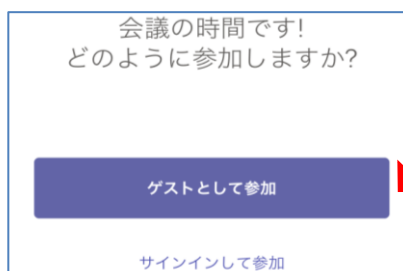 会議の時間です!
どのように参加しますか?
ゲストとして参加
サインインして参加